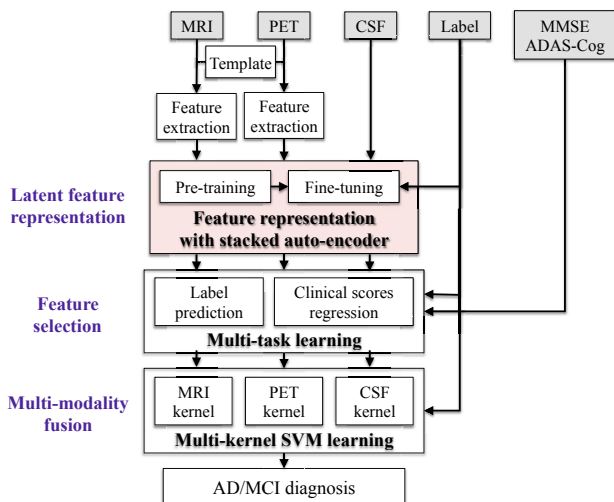 MRI
PET
CSF
Label
MMSE
ADAS-Cog
Template
Feature
extraction
Feature
extraction
Latent feature
representation
Pre-training
Fine-tuning
Feature representation
with stacked auto-encoder
Feature
selection
Label
prediction
Clinical scores
regression
Multi-task learning
Multi-modality
fusion
MRI
kernel
PET
kernel
CSF
kernel
Multi-kernel SVM learning
AD/MCI diagnosis